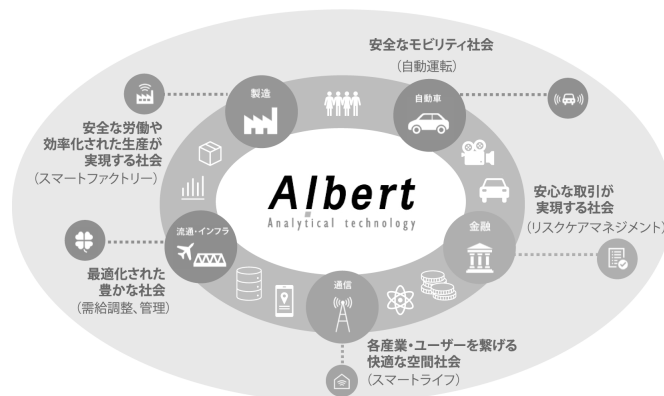 安全なモビリティ社会
(自動運転)
製造
自動車
安全な労働や
効率化された生産が
実現する社会
(スマートファクトリー)
Albert
Analytical technology
安心な取引が
実現する社会
(リスクケアマネジメント)
流通・インフラ
金融
最適化された
豊かな社会
(需給調整、管理)
通信
各産業・ユーザーを繋げる
快適な空間社会
(スマートライフ)